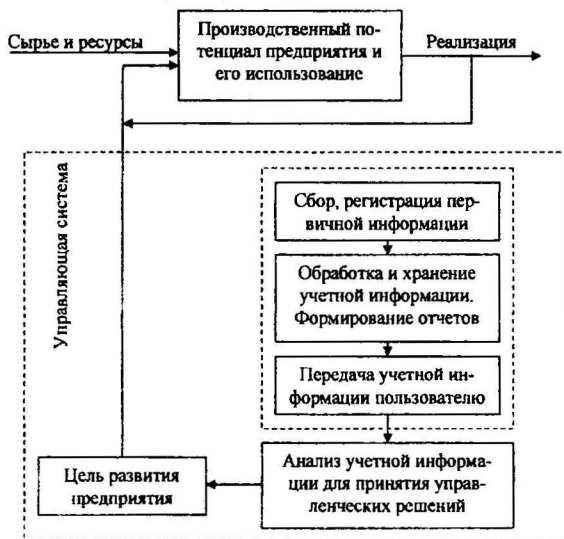 Производственный по-
тенциал предприятия и
его использование
Сырье и ресурсы
Реализация
Управляющая система
Сбор, регистрация пер-
вичной информации
Обработка и хранение
учетной информации.
Формирование отчетов
Передача учетной ин-
формации пользователю
Анализ учетной информа-
ции для принятия управ-
ленческих решений
Цель развития
предприятия